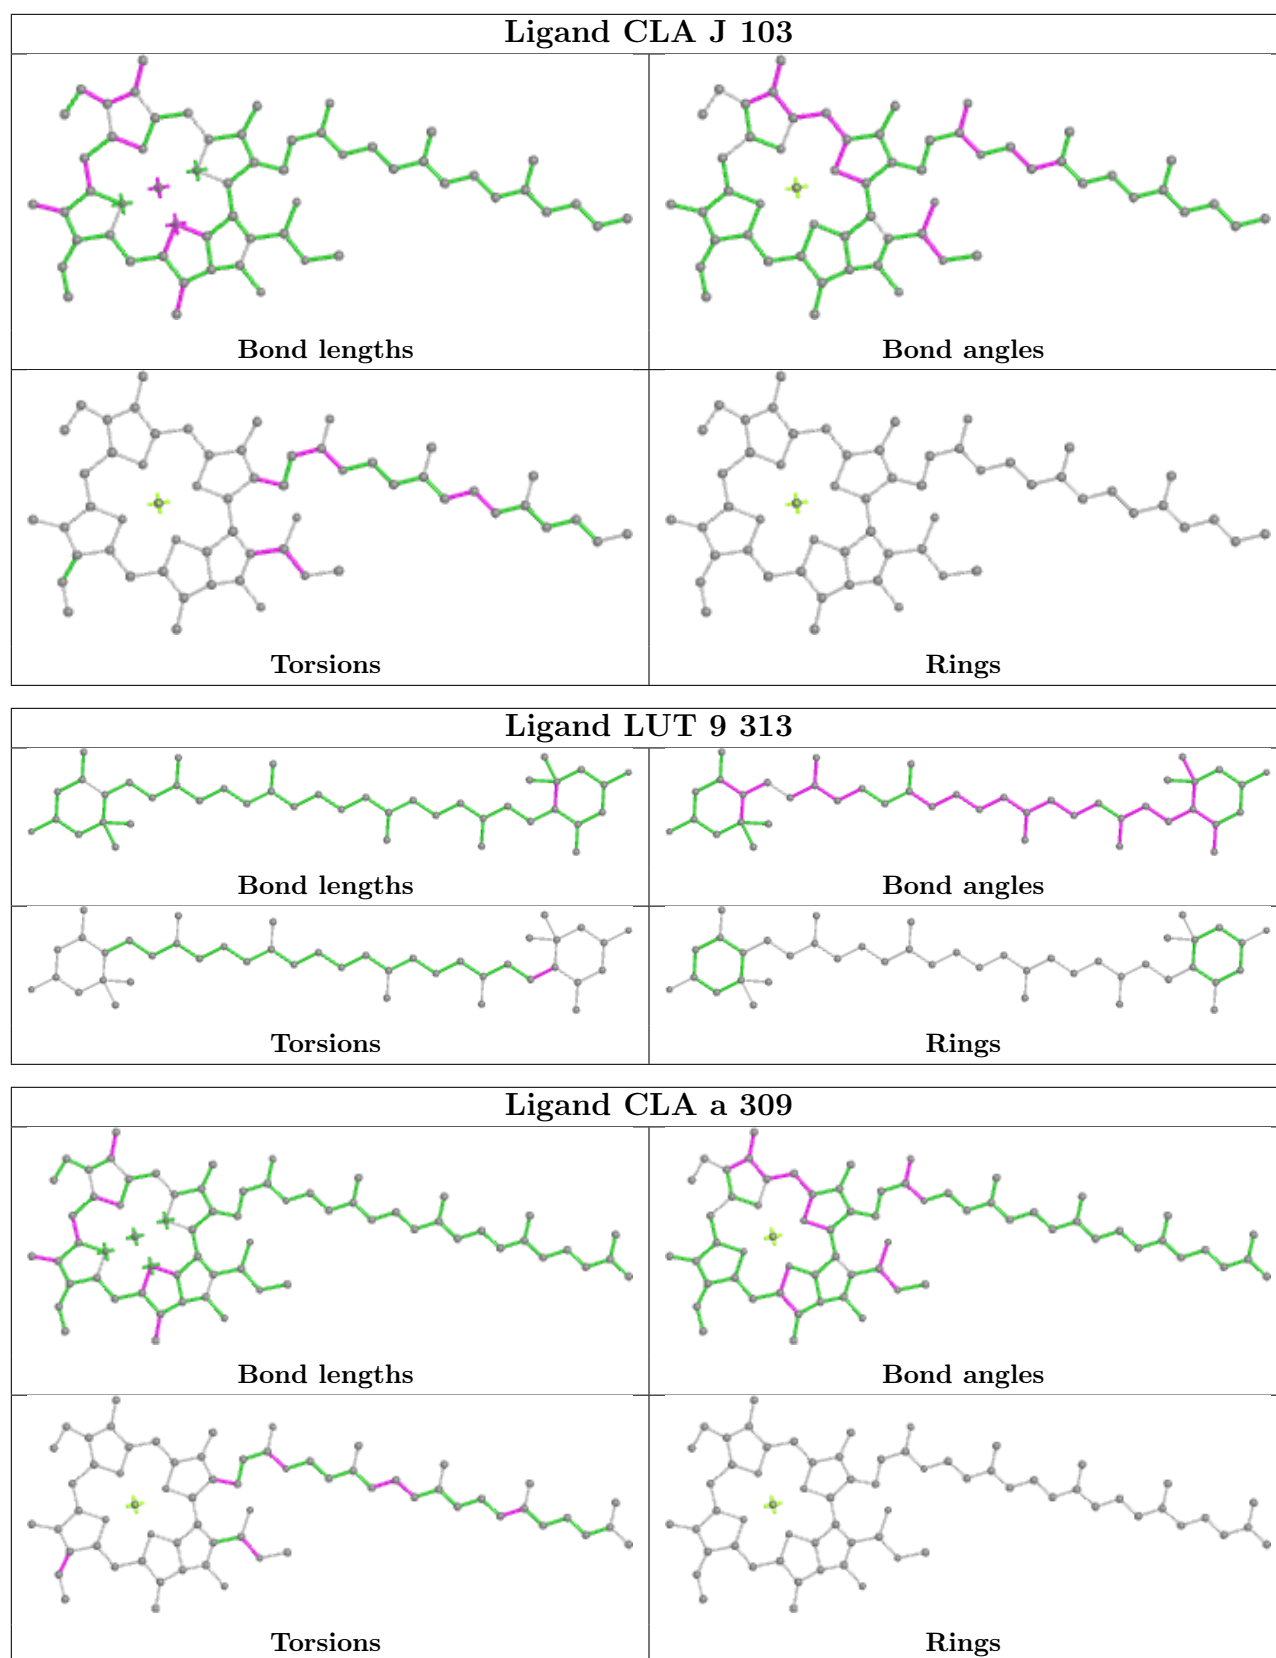 Ligand CLA J 103
Bond lengths
Bond angles
Torsions
Rings
Ligand LUT 9 313
Bond lengths
Bond angles
Torsions
Rings
Ligand CLA a 309
Bond lengths
Bond angles
Torsions
Rings